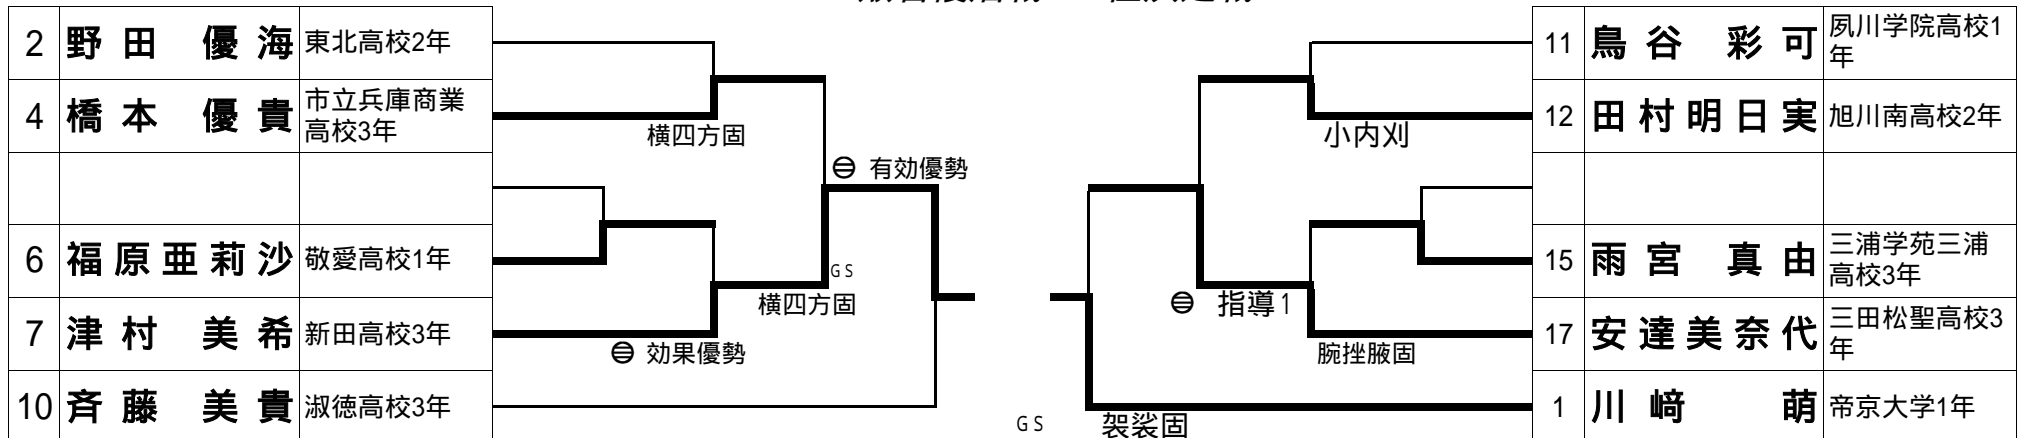 2 野田 優海 東北高校2年
4 橋本 優貴 市立兵庫商業
高校3年
横四方固
⊖ 有効優勢
6 福原亜莉沙 敬愛高校1年
GS
横四方固
7 津村 美希 新田高校3年
⊖ 効果優勢
10 斉藤 美貴 淑徳高校3年
11 鳥谷 彩可 夙川学院高校1
年
12 田村明日実 旭川南高校2年
小内刈
15 雨宮 真由 三浦学苑三浦
高校3年
⊖ 指導1
17 安達美奈代 三田松聖高校3
年
腕挫腋固
1 川﨑 萌 帝京大学1年
GS 袈裟固